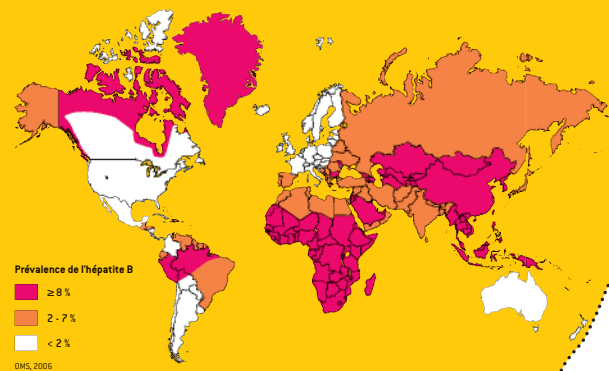 Prévalence de l'hépatite B
≥ 8 %
2 - 7 %
< 2 %
OMS, 2006